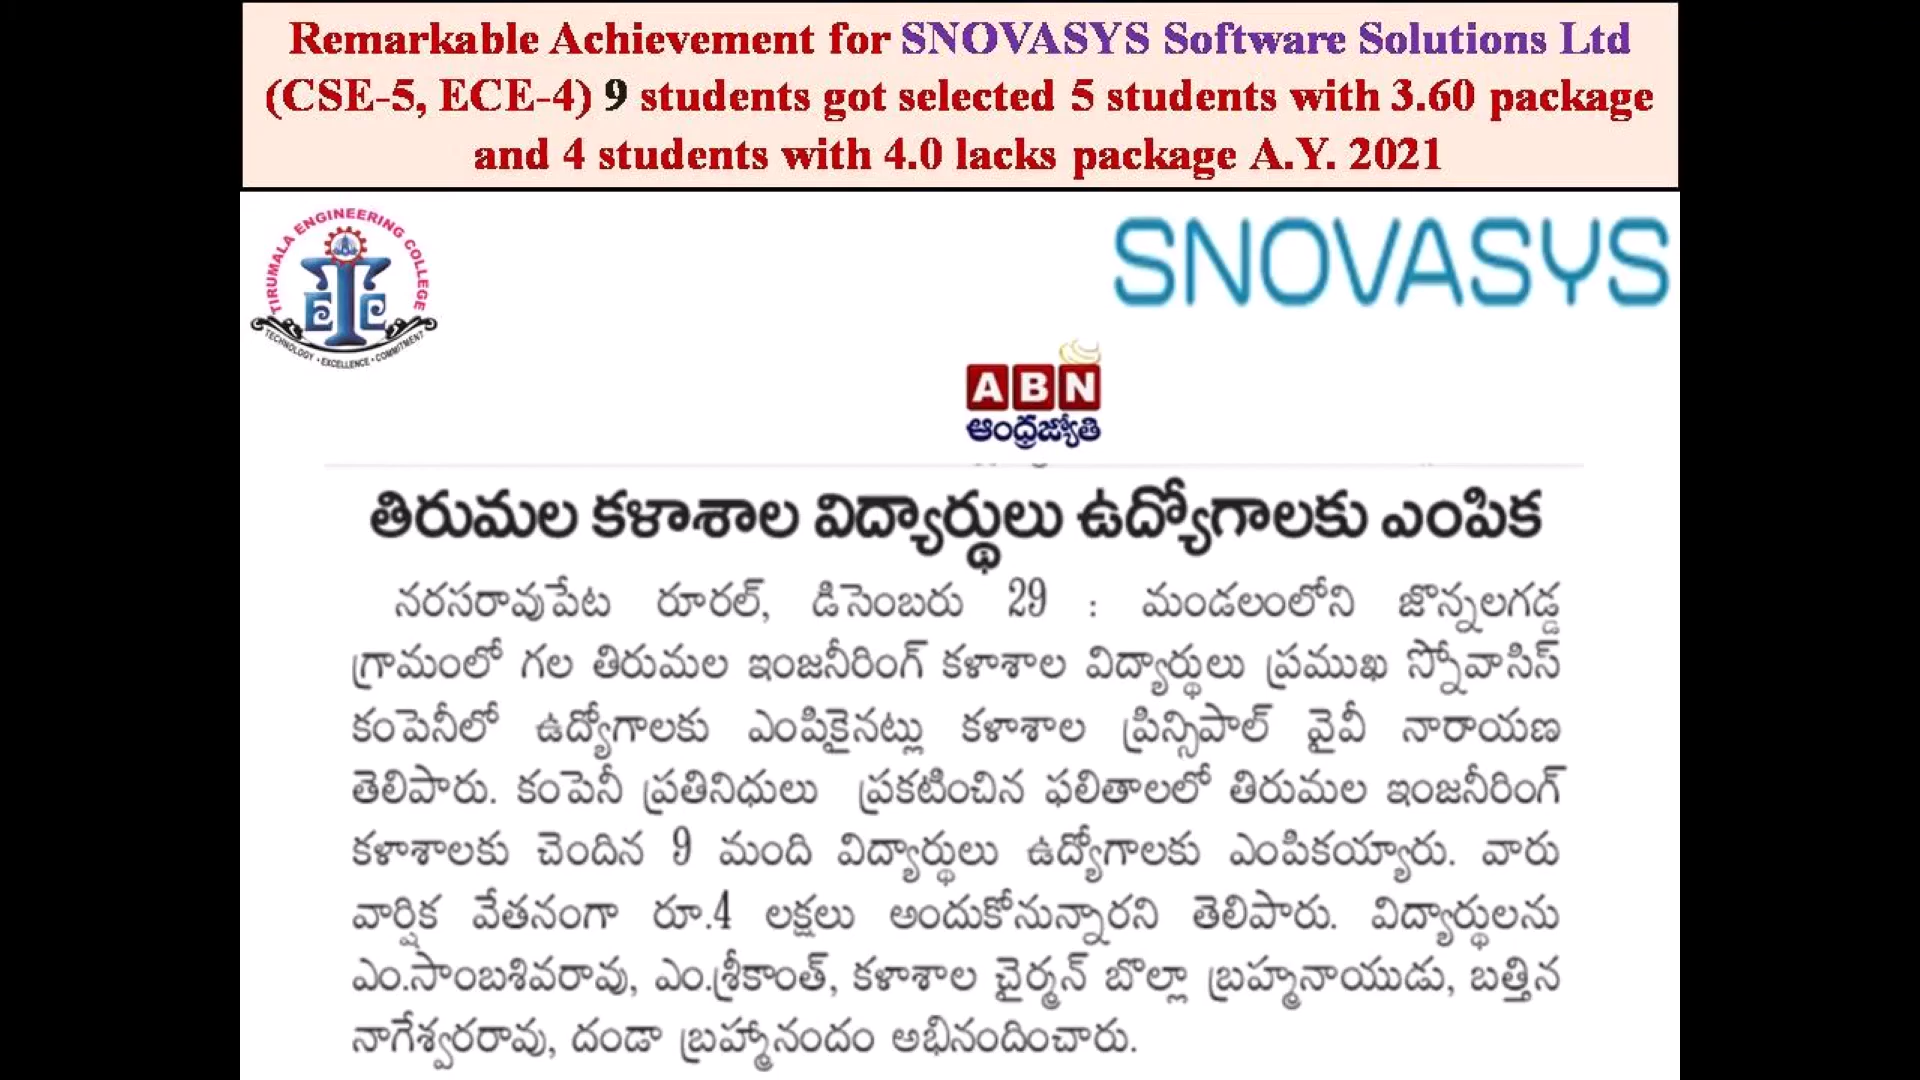 Remarkable Achievement for SNOVASYS Software Solutions Ltd
(CSE-5, ECE-4) 9 students got selected 5 students with 3.60 package
and 4 students with 4.0 lacks package A.Y. 2021
TIRUMALA ENGINEERING COLLEGE
TEC
TECHNOLOGY • EXCELLENCE • COMMITMENT
SNOVASYS
ABN
ఆంధ్రజ్యోతి
తిరుమల కళాశాల విద్యార్థులు ఉద్యోగాలకు ఎంపిక
నరసరావుపేట రూరల్, డిసెంబరు 29 : మండలంలోని జొన్నలగడ్డ
గ్రామంలో గల తిరుమల ఇంజనీరింగ్ కళాశాల విద్యార్థులు ప్రముఖ స్నోవాసిస్
కంపెనీలో ఉద్యోగాలకు ఎంపికైనట్లు కళాశాల ప్రిన్సిపాల్ వైవీ నారాయణ
తెలిపారు. కంపెనీ ప్రతినిధులు ప్రకటించిన ఫలితాలలో తిరుమల ఇంజనీరింగ్
కళాశాలకు చెందిన 9 మంది విద్యార్థులు ఉద్యోగాలకు ఎంపికయ్యారు. వారు
వార్షిక వేతనంగా రూ.4 లక్షలు అందుకోనున్నారని తెలిపారు. విద్యార్థులను
ఎం.సాంబశివరావు, ఎం.శ్రీకాంత్, కళాశాల చైర్మన్ బొల్లా బ్రహ్మనాయుడు, బత్తిన
నాగేశ్వరరావు, దండా బ్రహ్మానందం అభినందించారు.